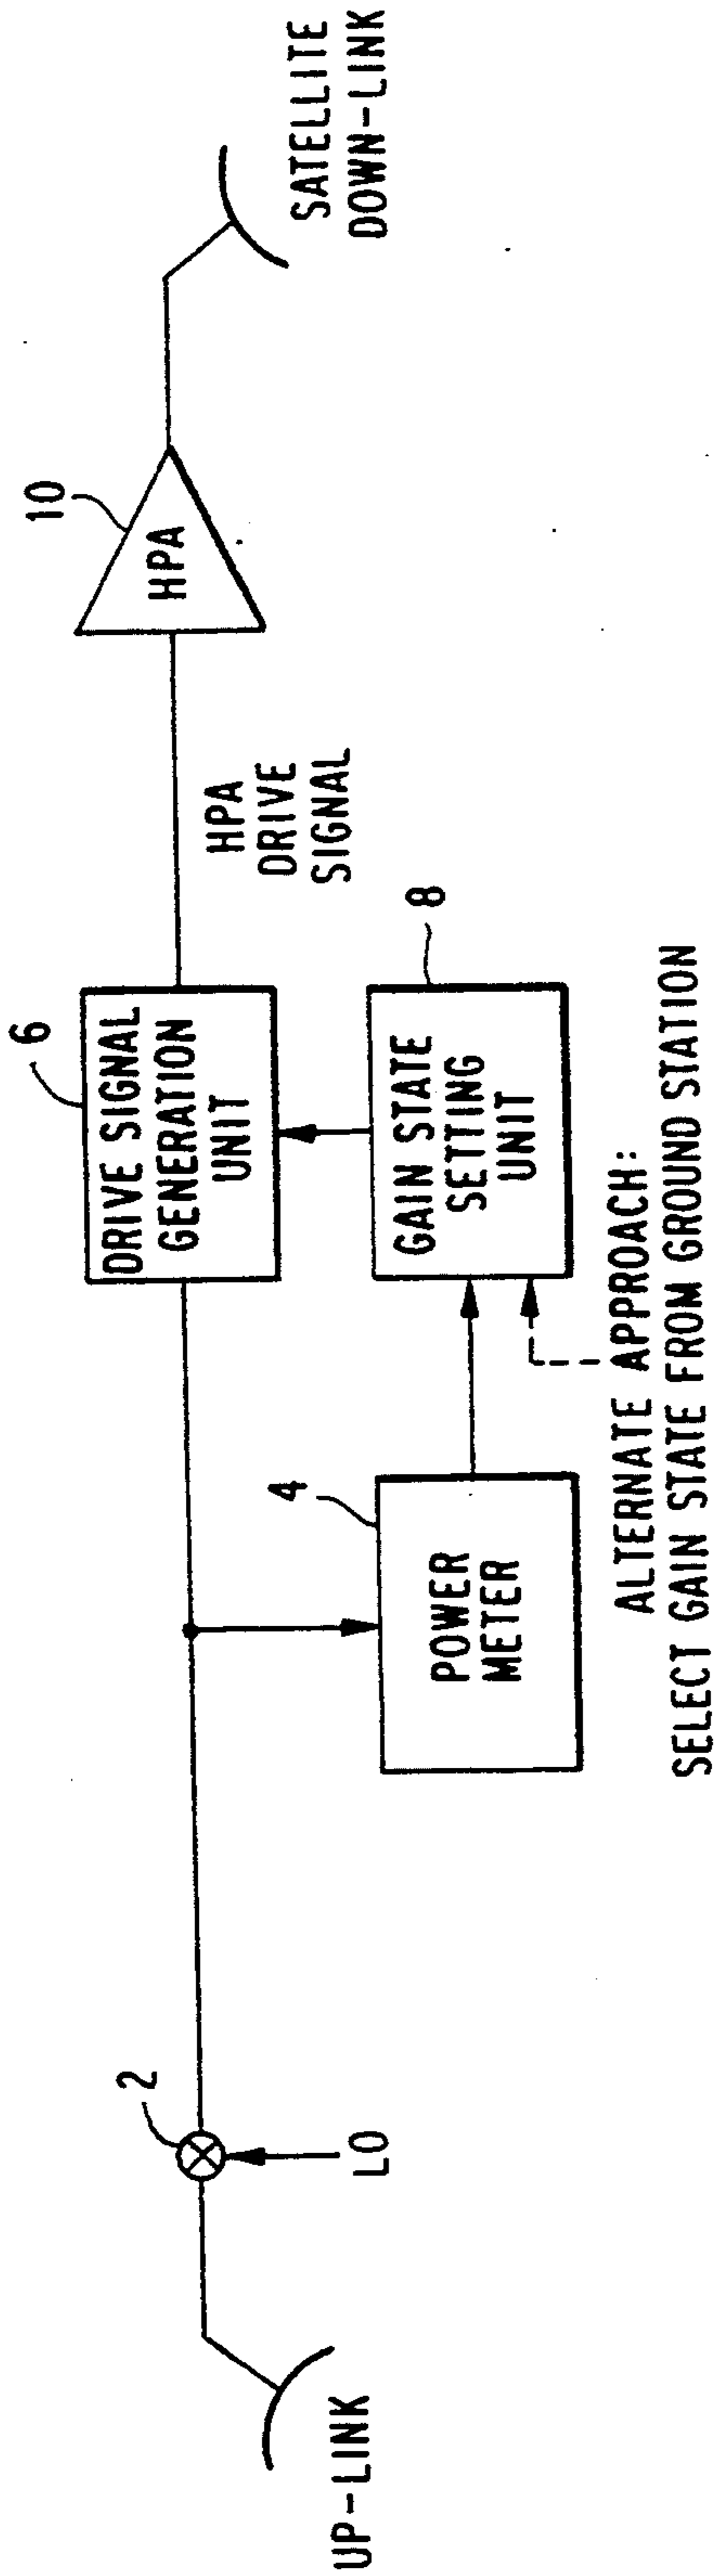 UP-LINK
2
LO
4
POWER
METER
6
DRIVE SIGNAL
GENERATION
UNIT
8
GAIN STATE
SETTING
UNIT
ALTERNATE APPROACH:
SELECT GAIN STATE FROM GROUND STATION
HPA
DRIVE
SIGNAL
10
HPA
SATELLITE
DOWN-LINK